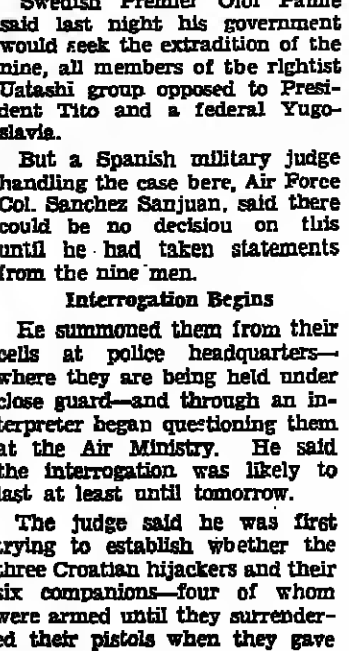 Swedish Premier Olof Palme
said last night his government
would seek the extradition of the
nine, all members of the rightist
Ustashi group opposed to Presi-
dent Tito and a federal Yugo-
slavia.
But a Spanish military judge
handling the case here, Air Force
Col. Sanchez Sanjuan, said there
could be no decision on this
until he had taken statements
from the nine men.
Interrogation Begins
He summoned them from their
cells at police headquarters—
where they are being held under
close guard—and through an in-
terpreter began questioning them
at the Air Ministry. He said
the interrogation was likely to
last at least until tomorrow.
The judge said he was first
trying to establish whether the
three Croatian hijackers and their
six companions—four of whom
were armed until they surrender-
ed their pistols when they gave